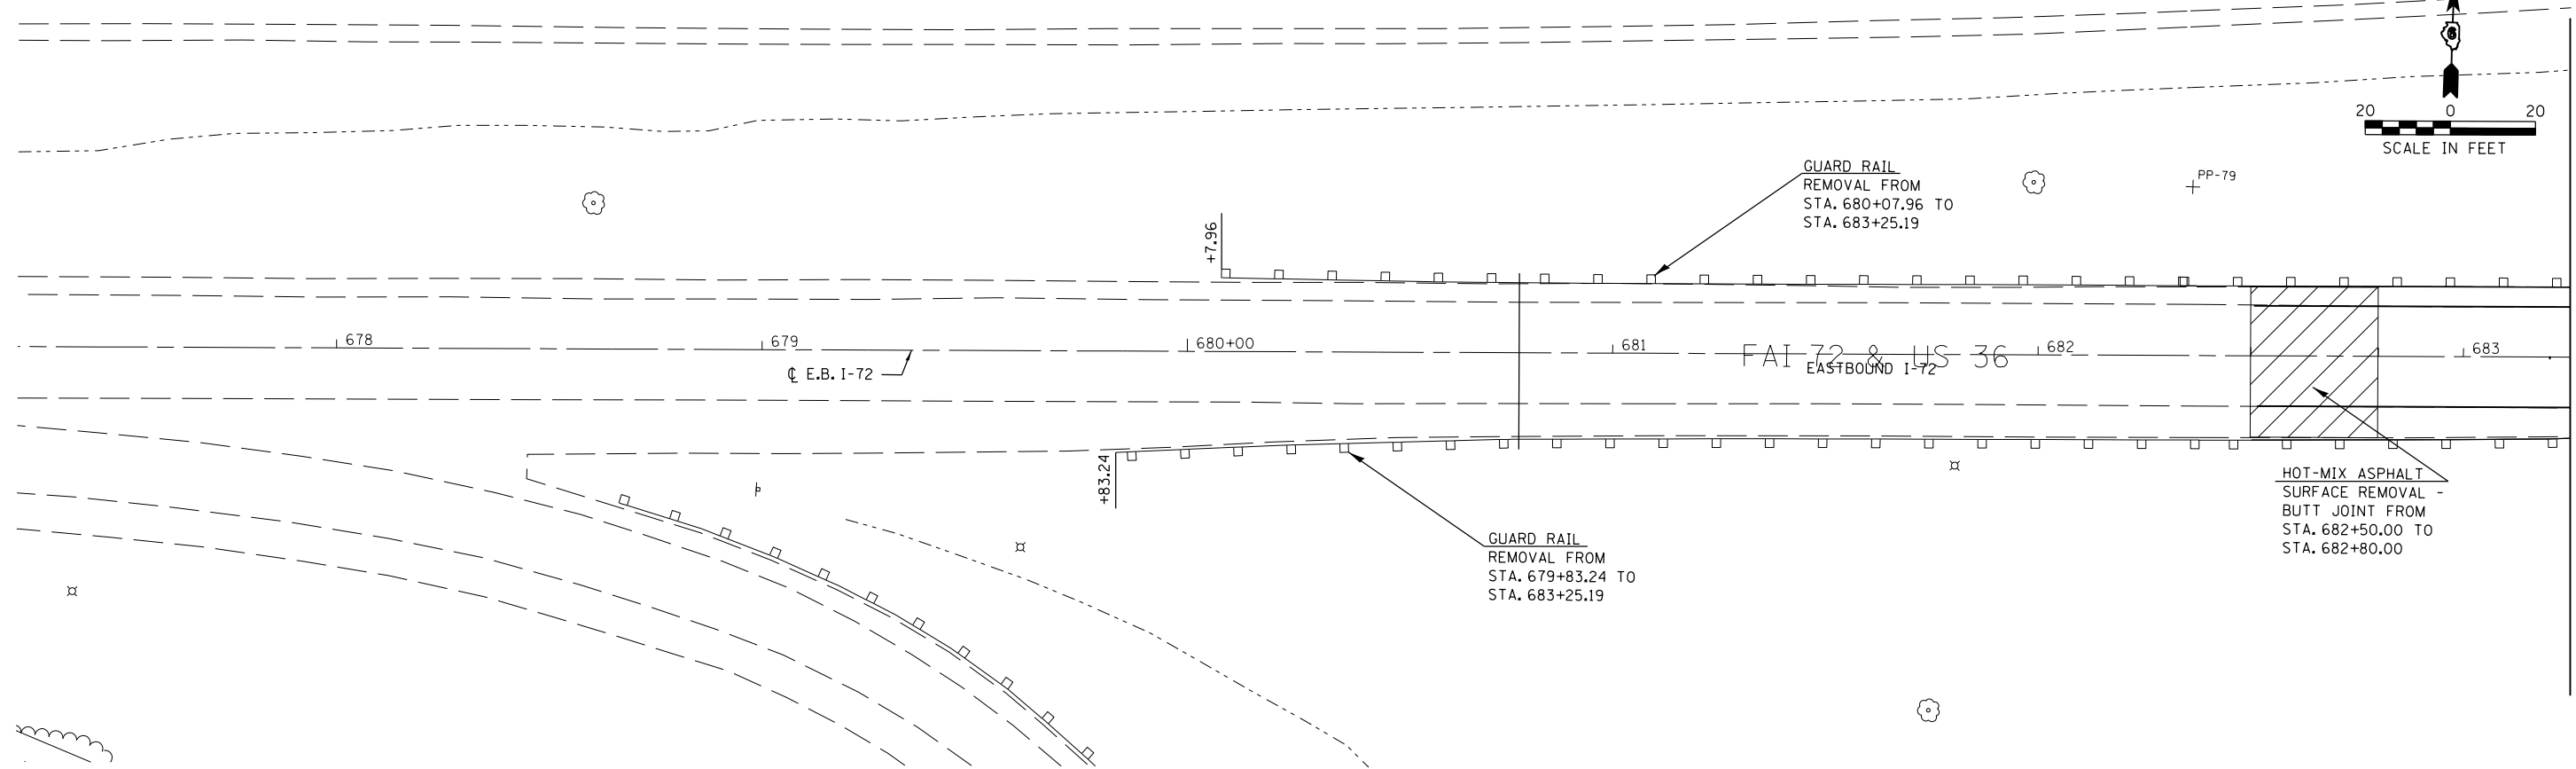 6
20 0 20
SCALE IN FEET
PP-79
GUARD RAIL
REMOVAL FROM
STA. 680+07.96 TO
STA. 683+25.19
+7.96
678
679
680+00
681
682
683
℄ E.B. I-72
FAI 72 & US 36
EASTBOUND I-72
+83.24
GUARD RAIL
REMOVAL FROM
STA. 679+83.24 TO
STA. 683+25.19
HOT-MIX ASPHALT
SURFACE REMOVAL -
BUTT JOINT FROM
STA. 682+50.00 TO
STA. 682+80.00